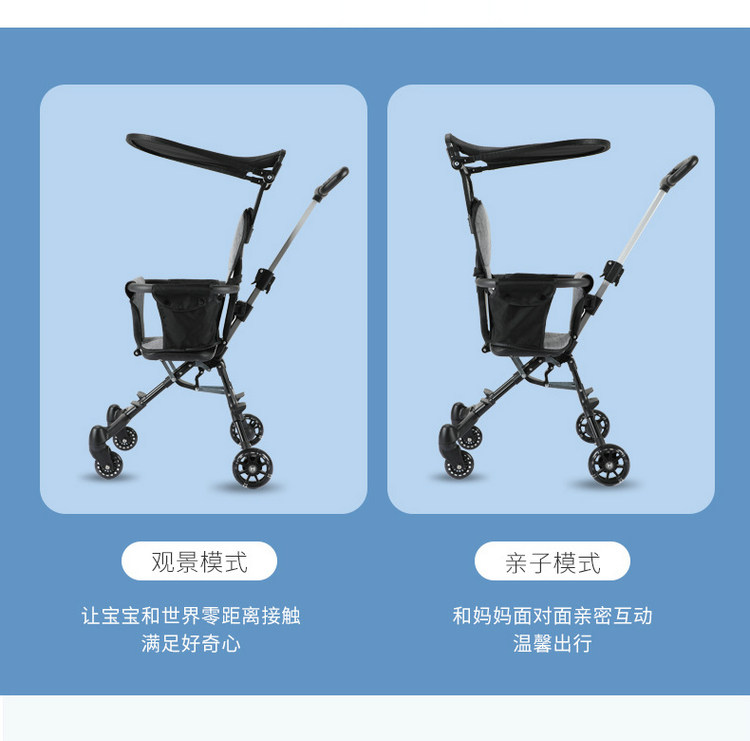 观景模式
让宝宝和世界零距离接触
满足好奇心
亲子模式
和妈妈面对面亲密互动
温馨出行